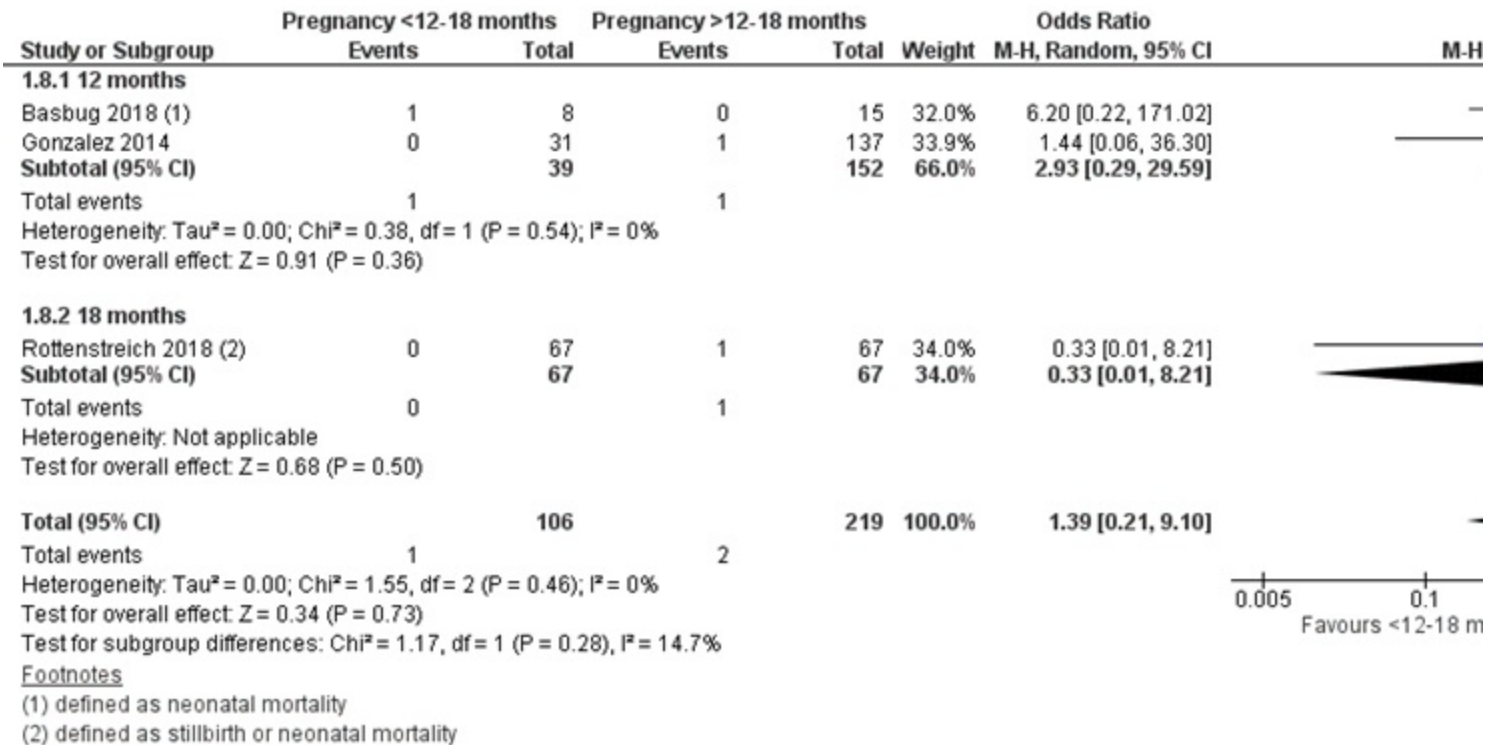 Pregnancy <12-18 months Pregnancy >12-18 months Odds Ratio
Study or Subgroup Events Total Events Total Weight M-H, Random, 95% CI M-H
1.8.1 12 months
Basbug 2018 (1) 1 8 0 15 32.0% 6.20 [0.22, 171.02]
Gonzalez 2014 0 31 1 137 33.9% 1.44 [0.06, 36.30]
Subtotal (95% CI) 39 152 66.0% 2.93 [0.29, 29.59]
Total events 1 1
Heterogeneity: Tau² = 0.00; Chi² = 0.38, df = 1 (P = 0.54); I² = 0%
Test for overall effect: Z = 0.91 (P = 0.36)
1.8.2 18 months
Rottenstreich 2018 (2) 0 67 1 67 34.0% 0.33 [0.01, 8.21]
Subtotal (95% CI) 67 67 34.0% 0.33 [0.01, 8.21]
Total events 0 1
Heterogeneity: Not applicable
Test for overall effect: Z = 0.68 (P = 0.50)
Total (95% CI) 106 219 100.0% 1.39 [0.21, 9.10]
Total events 1 2
Heterogeneity: Tau² = 0.00; Chi² = 1.55, df = 2 (P = 0.46); I² = 0%
Test for overall effect: Z = 0.34 (P = 0.73)
Test for subgroup differences: Chi² = 1.17, df = 1 (P = 0.28), I² = 14.7%
0.005 0.1
Favours <12-18 m
Footnotes
(1) defined as neonatal mortality
(2) defined as stillbirth or neonatal mortality